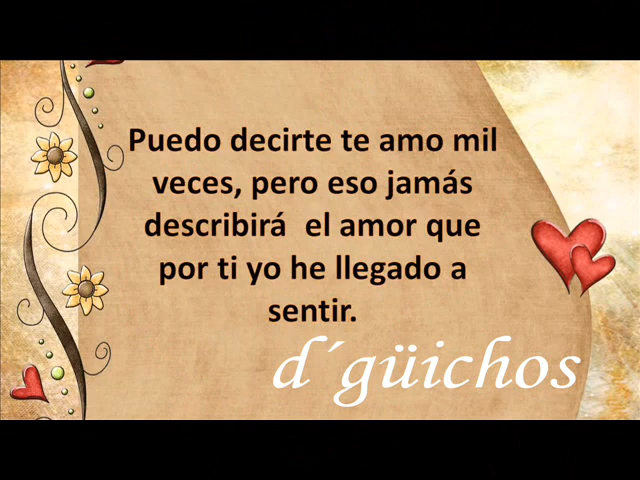 Puedo decirte te amo mil
veces, pero eso jamás
describirá  el amor que
por ti yo he llegado a
sentir.
d´güichos